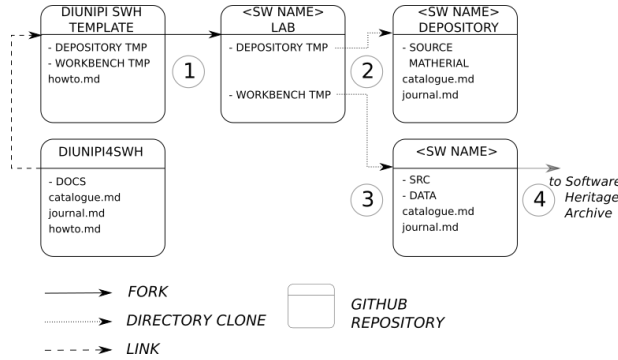 DIUNIPI SWH
TEMPLATE
- DEPOSITORY TMP
- WORKBENCH TMP
howto.md
1
<SW NAME>
LAB
- DEPOSITORY TMP
- WORKBENCH TMP
2
<SW NAME>
DEPOSITORY
- SOURCE
MATHERIAL
catalogue.md
journal.md
DIUNIPI4SWH
- DOCS
catalogue.md
journal.md
howto.md
3
<SW NAME>
- SRC
- DATA
catalogue.md
journal.md
4
to Software
Heritage
Archive
FORK
DIRECTORY CLONE
LINK
GITHUB
REPOSITORY